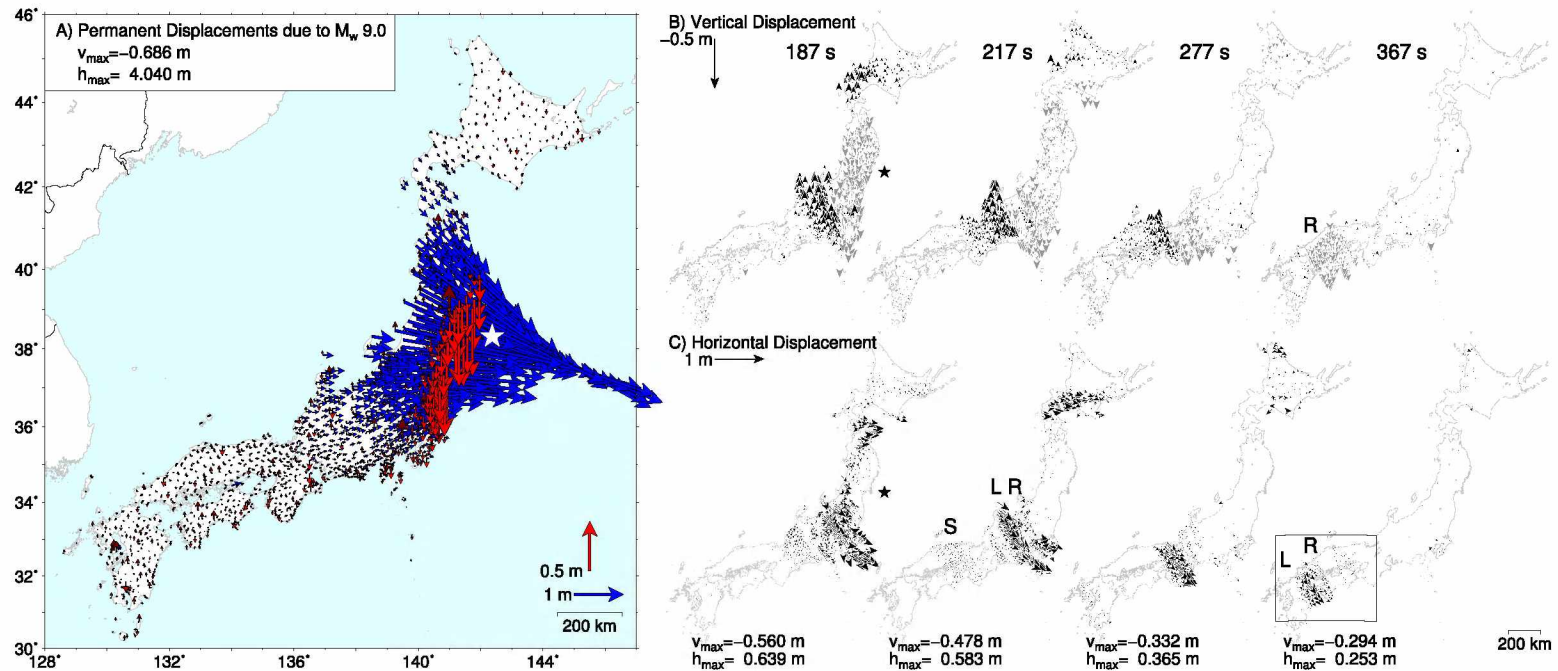 A) Permanent Displacements due to Mw 9.0
vmax=−0.686 m
hmax= 4.040 m
46˚
44˚
42˚
40˚
38˚
36˚
34˚
32˚
30˚
128˚
132˚
136˚
140˚
144˚
0.5 m
1 m
200 km
B) Vertical Displacement
−0.5 m
187 s
217 s
277 s
367 s
R
C) Horizontal Displacement
1 m
S
L R
L
R
vmax=−0.560 m
hmax= 0.639 m
vmax=−0.478 m
hmax= 0.583 m
vmax=−0.332 m
hmax= 0.365 m
vmax=−0.294 m
hmax= 0.253 m
200 km